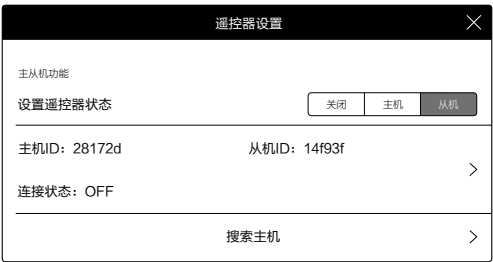 遥控器设置
主从机功能
设置遥控器状态 关闭 主机 从机
主机ID：28172d 从机ID：14f93f
连接状态：OFF
搜索主机